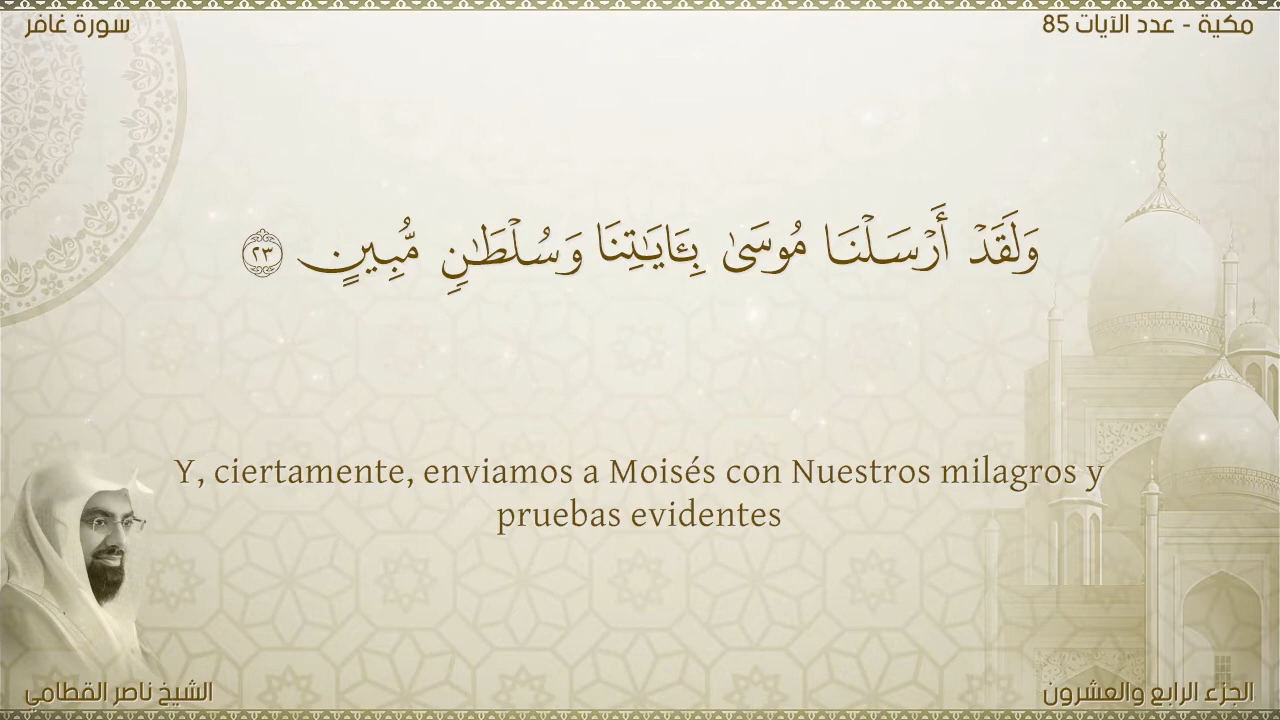 مكية - عدد الآيات 85
سورة غافر
وَلَقَدۡ أَرۡسَلۡنَا مُوسَىٰ بِـَٔايَٰتِنَا وَسُلۡطَٰنٖ مُّبِينٍ ٢٣
Y, ciertamente, enviamos a Moisés con Nuestros milagros y
pruebas evidentes
الجزء الرابع والعشرون
الشيخ ناصر القطامي